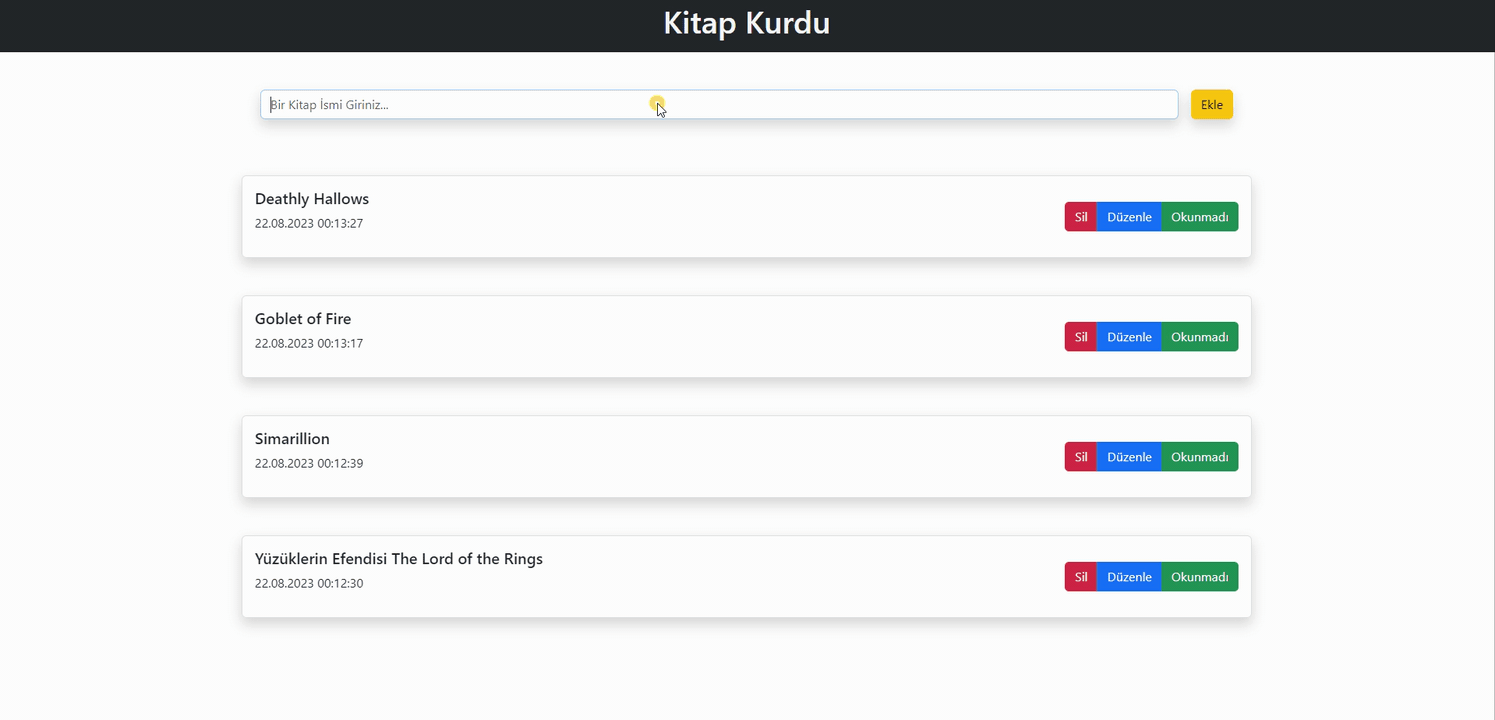 Kitap Kurdu
Bir Kitap İsmi Giriniz...
Ekle
Deathly Hallows
22.08.2023 00:13:27
Sil Düzenle Okunmadı
Goblet of Fire
22.08.2023 00:13:17
Sil Düzenle Okunmadı
Simarillion
22.08.2023 00:12:39
Sil Düzenle Okunmadı
Yüzüklerin Efendisi The Lord of the Rings
22.08.2023 00:12:30
Sil Düzenle Okunmadı